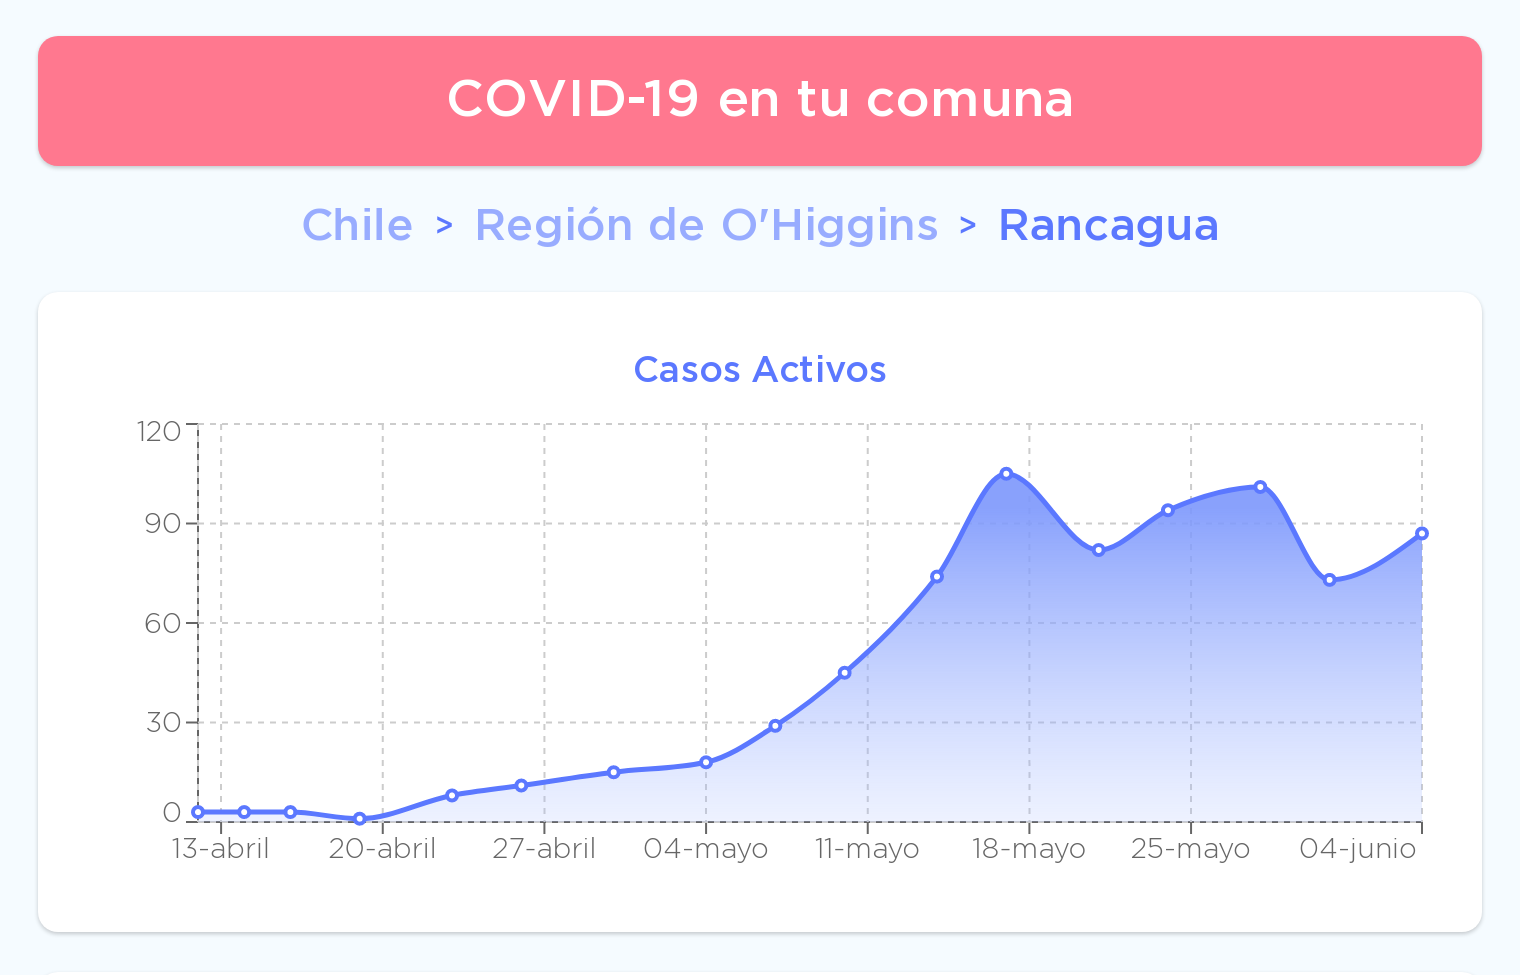 COVID-19 en tu comuna
Chile > Región de O'Higgins > Rancagua
Casos Activos
120
90
60
30
0
13-abril 20-abril 27-abril 04-mayo 11-mayo 18-mayo 25-mayo 04-junio